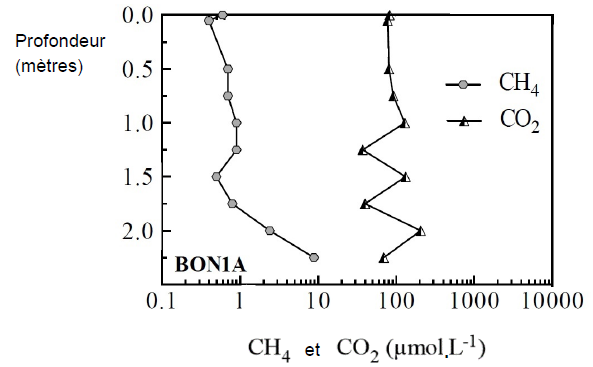 Profondeur
(mètres)
0.0
0.5
1.0
1.5
2.0
CH4
CO2
BON1A
0.1 1 10 100 1000 10000
CH4 et CO2 (µmol.L-1)